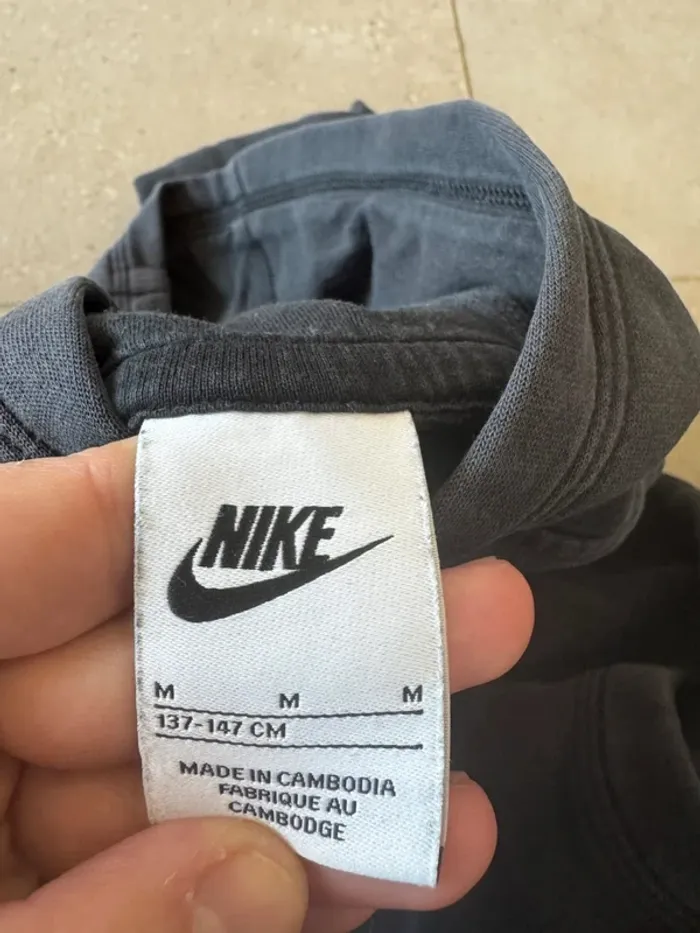 NIKE
M M M
137-147 CM
MADE IN CAMBODIA
FABRIQUE AU
CAMBODGE